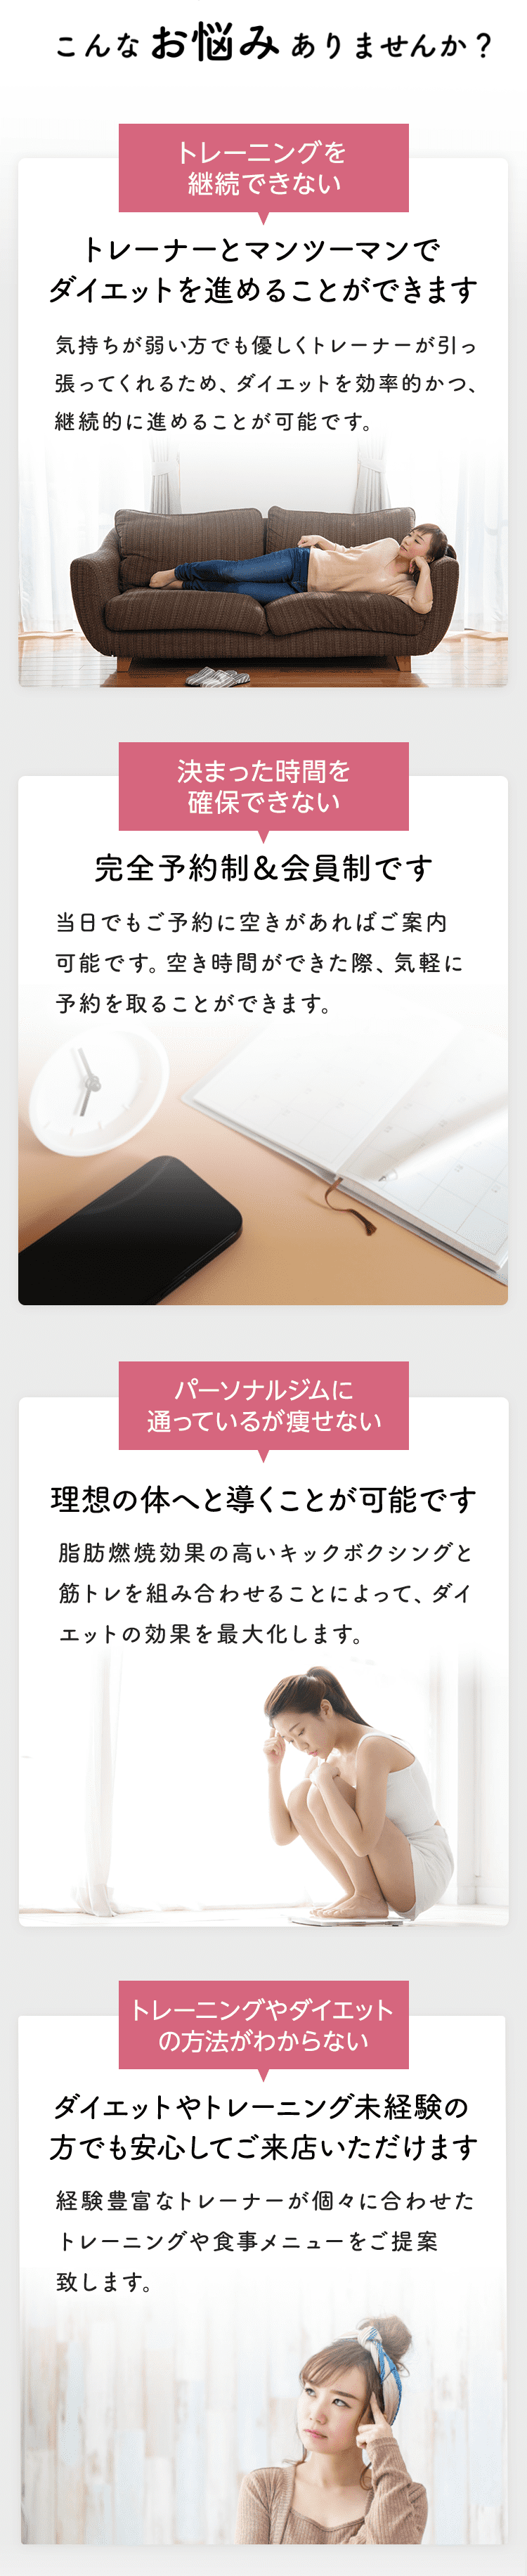 こんなお悩みありませんか？
トレーニングを
継続できない
トレーナーとマンツーマンで
ダイエットを進めることができます
気持ちが弱い方でも優しくトレーナーが引っ
張ってくれるため、ダイエットを効率的かつ、
継続的に進めることが可能です。
決まった時間を
確保できない
完全予約制＆会員制です
当日でもご予約に空きがあればご案内
可能です。空き時間ができた際、気軽に
予約を取ることができます。
パーソナルジムに
通っているが痩せない
理想の体へと導くことが可能です
脂肪燃焼効果の高いキックボクシングと
筋トレを組み合わせることによって、ダイ
エットの効果を最大化します。
トレーニングやダイエット
の方法がわからない
ダイエットやトレーニング未経験の
方でも安心してご来店いただけます
経験豊富なトレーナーが個々に合わせた
トレーニングや食事メニューをご提案
致します。